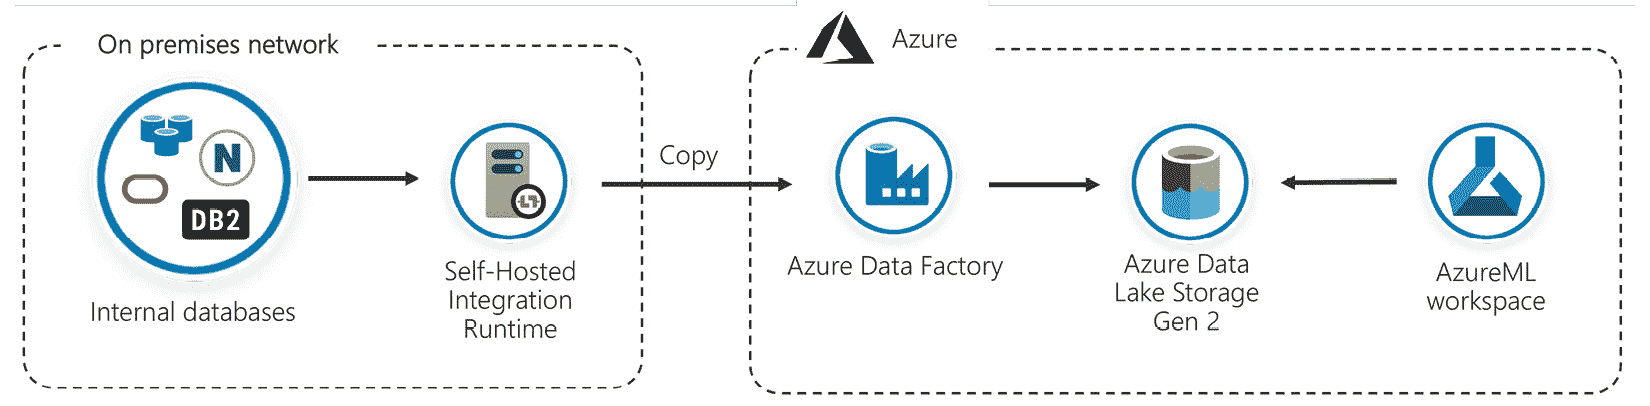 On premises network
Azure
N
DB2
Copy
Internal databases
Self-Hosted
Integration
Runtime
Azure Data Factory
Azure Data
Lake Storage
Gen 2
AzureML
workspace